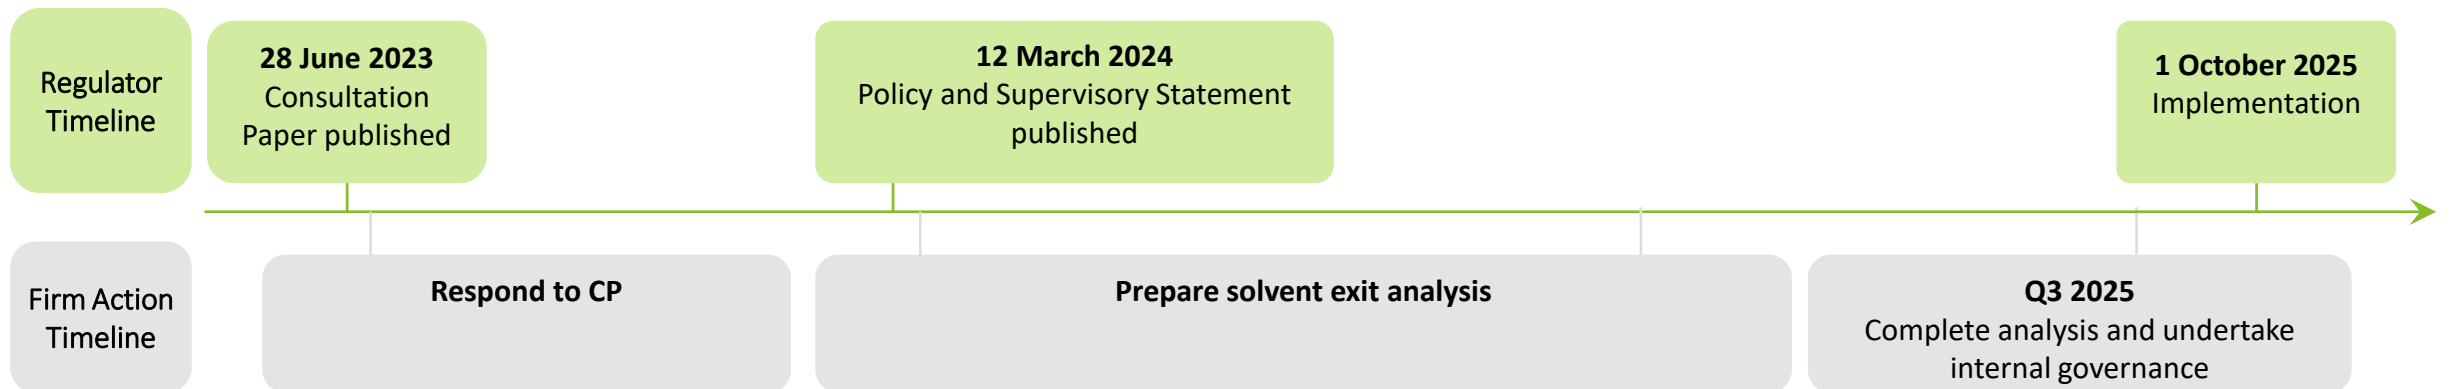 Regulator
Timeline
28 June 2023
Consultation
Paper published
12 March 2024
Policy and Supervisory Statement
published
1 October 2025
Implementation
Firm Action
Timeline
Respond to CP
Prepare solvent exit analysis
Q3 2025
Complete analysis and undertake
internal governance